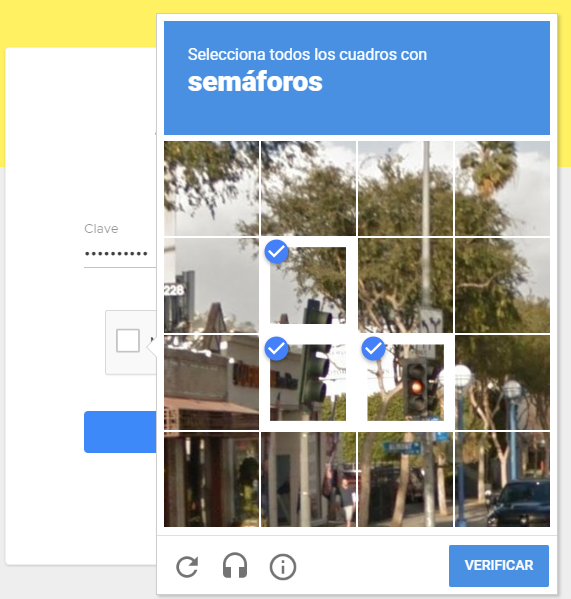 Selecciona todos los cuadros con
semáforos
Clave
228
VERIFICAR